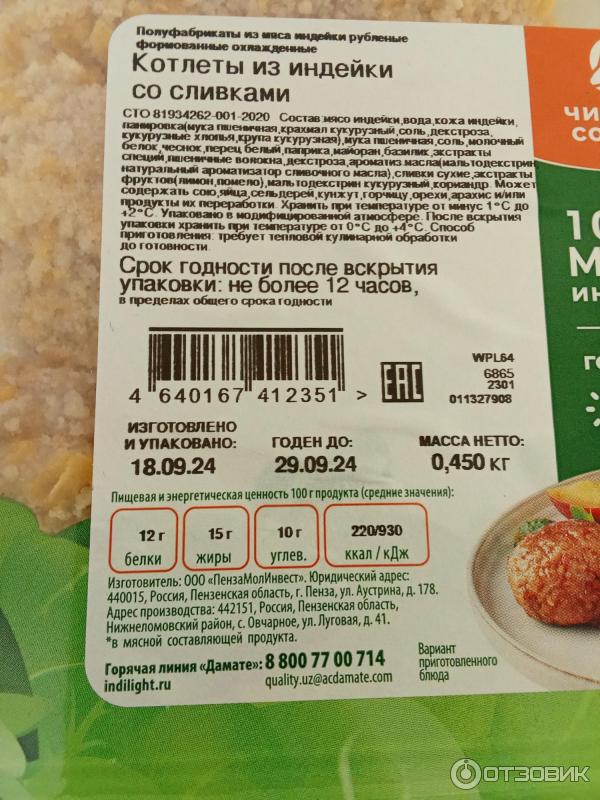 Полуфабрикаты из мяса индейки рубленые
формованные охлажденные
Котлеты из индейки
со сливками
СТО 81934262-001-2020 Состав:мясо индейки,вода,кожа индейки,
панировка(мука пшеничная,крахмал кукурузный,соль,декстроза,
кукурузные хлопья,крупа кукурузная),мука пшеничная,соль,молочный
белок,чеснок,перец белый,паприка,майоран,базилик,экстракты
специй,пшеничные волокна,декстроза,ароматиз масла(мальтодекстрин,
натуральный ароматизатор сливочного масла),сливки сухие,экстракты
фруктов(лимон,помело),мальтодекстрин кукурузный,кориандр. Может
содержать сою,яйца,сельдерей,кунжут,горчицу,орехи,арахис и/или
продукты их переработки. Хранить при температуре от минус 1°C до
+2°C. Упаковано в модифицированной атмосфере. После вскрытия
упаковки хранить при температуре от 0°C до +4°C. Способ
приготовления: требует тепловой кулинарной обработки
до готовности.
Срок годности после вскрытия
упаковки: не более 12 часов,
в пределах общего срока годности
4 640167 412351 >
EAC
WPL64
6865
2301
011327908
ИЗГОТОВЛЕНО
И УПАКОВАНО:
18.09.24
ГОДЕН ДО:
29.09.24
МАССА НЕТТО:
0,450 кг
Пищевая и энергетическая ценность 100 г продукта (средние значения):
12 г белки
15 г жиры
10 г углев.
220/930 ккал / кДж
Изготовитель: ООО «ПензаМолИнвест». Юридический адрес:
440015, Россия, Пензенская область, г. Пенза, ул. Аустрина, д. 178.
Адрес производства: 442151, Россия, Пензенская область,
Нижнеломовский район, с. Овчарное, ул. Луговая, д. 41.
*в мясной составляющей продукта.
Горячая линия «Дамате»: 8 800 77 00 714
indilight.ru
quality.uz@acdamate.com
Вариант
приготовленного
блюда
ОТЗОВИК